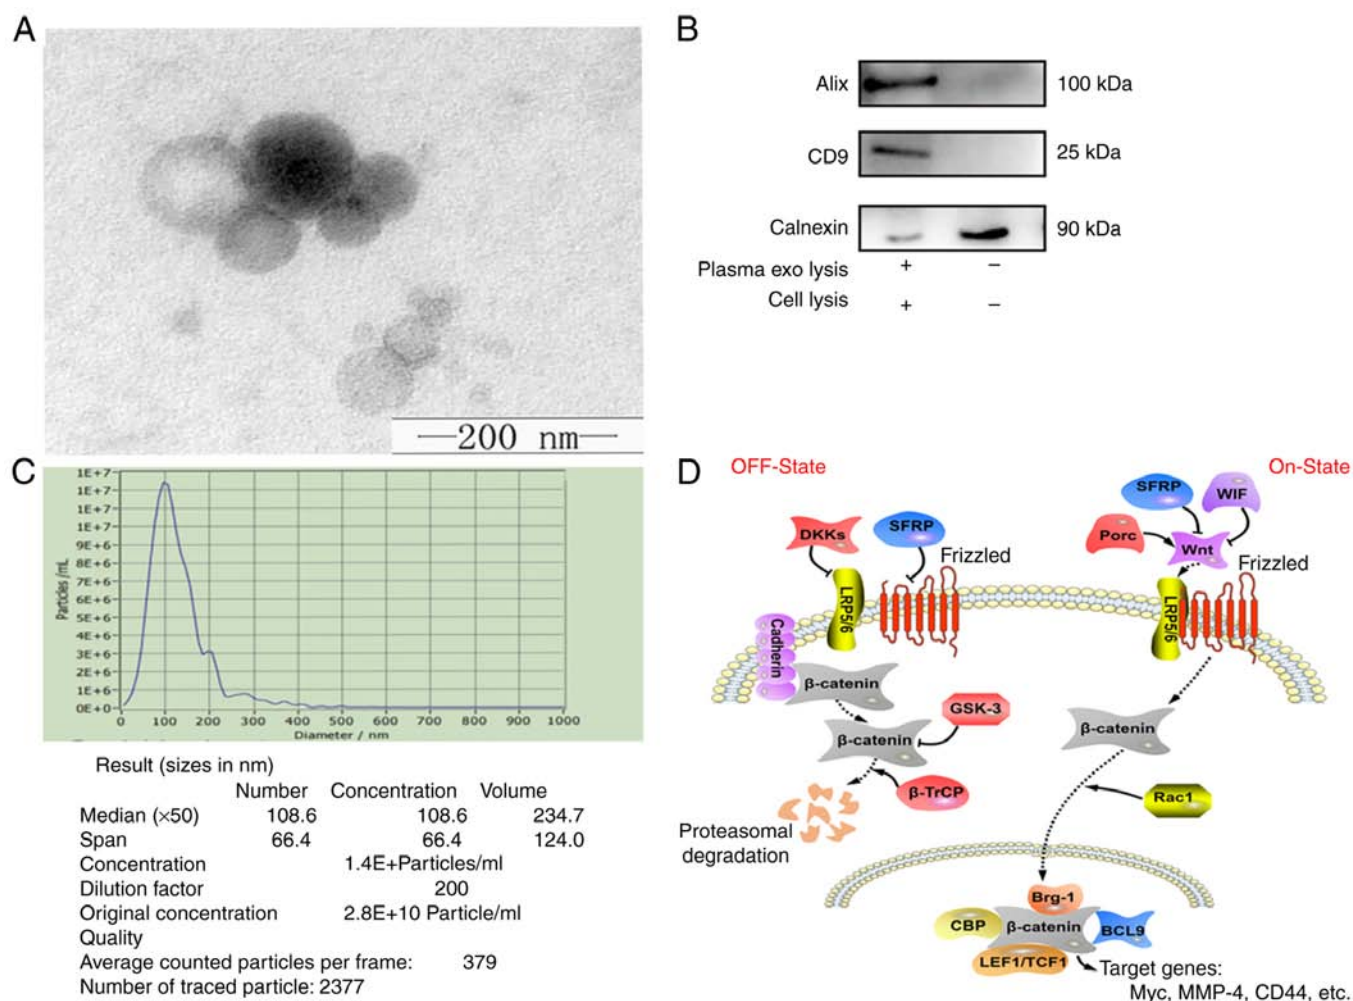 A
200 nm
B
Alix 100 kDa
CD9 25 kDa
Calnexin 90 kDa
Plasma exo lysis + –
Cell lysis + –
C
Particles /mL
1E+7
1E+7
1E+7
1E+7
9E+6
8E+6
7E+6
6E+6
5E+6
4E+6
3E+6
2E+6
1E+6
0E+0
0 100 200 300 400 500 600 700 800 900 1000
Diameter / nm
Result (sizes in nm)
Number Concentration Volume
Median (×50) 108.6 108.6 234.7
Span 66.4 66.4 124.0
Concentration 1.4E+Particles/ml
Dilution factor 200
Original concentration 2.8E+10 Particle/ml
Quality
Average counted particles per frame: 379
Number of traced particle: 2377
D
OFF-State
DKKs
SFRP
Frizzled
LRP5/6
Cadherin
β-catenin
GSK-3
β-catenin
β-TrCP
Proteasomal
degradation
On-State
SFRP
WIF
Porc
Wnt
Frizzled
LRP5/6
β-catenin
Rac1
Brg-1
CBP
β-catenin
BCL9
LEF1/TCF1
Target genes:
Myc, MMP-4, CD44, etc.